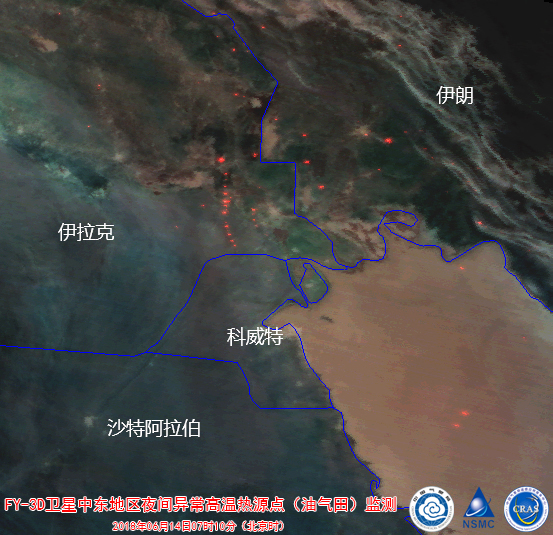 伊朗
伊拉克
科威特
沙特阿拉伯
FY-3D卫星中东地区夜间异常高温热源点（油气田）监测
2018年06月14日07时10分（北京时）
NSMC
CRAS